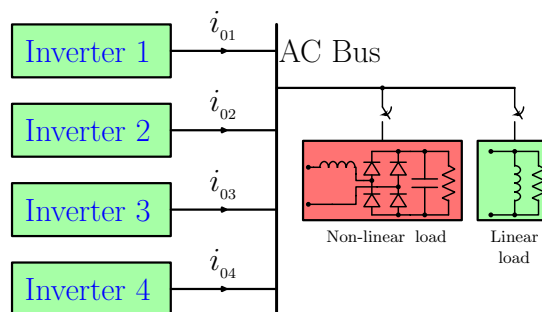 Inverter 1
i01
AC Bus
Inverter 2
i02
Inverter 3
i03
Inverter 4
i04
Non-linear load
Linear
load